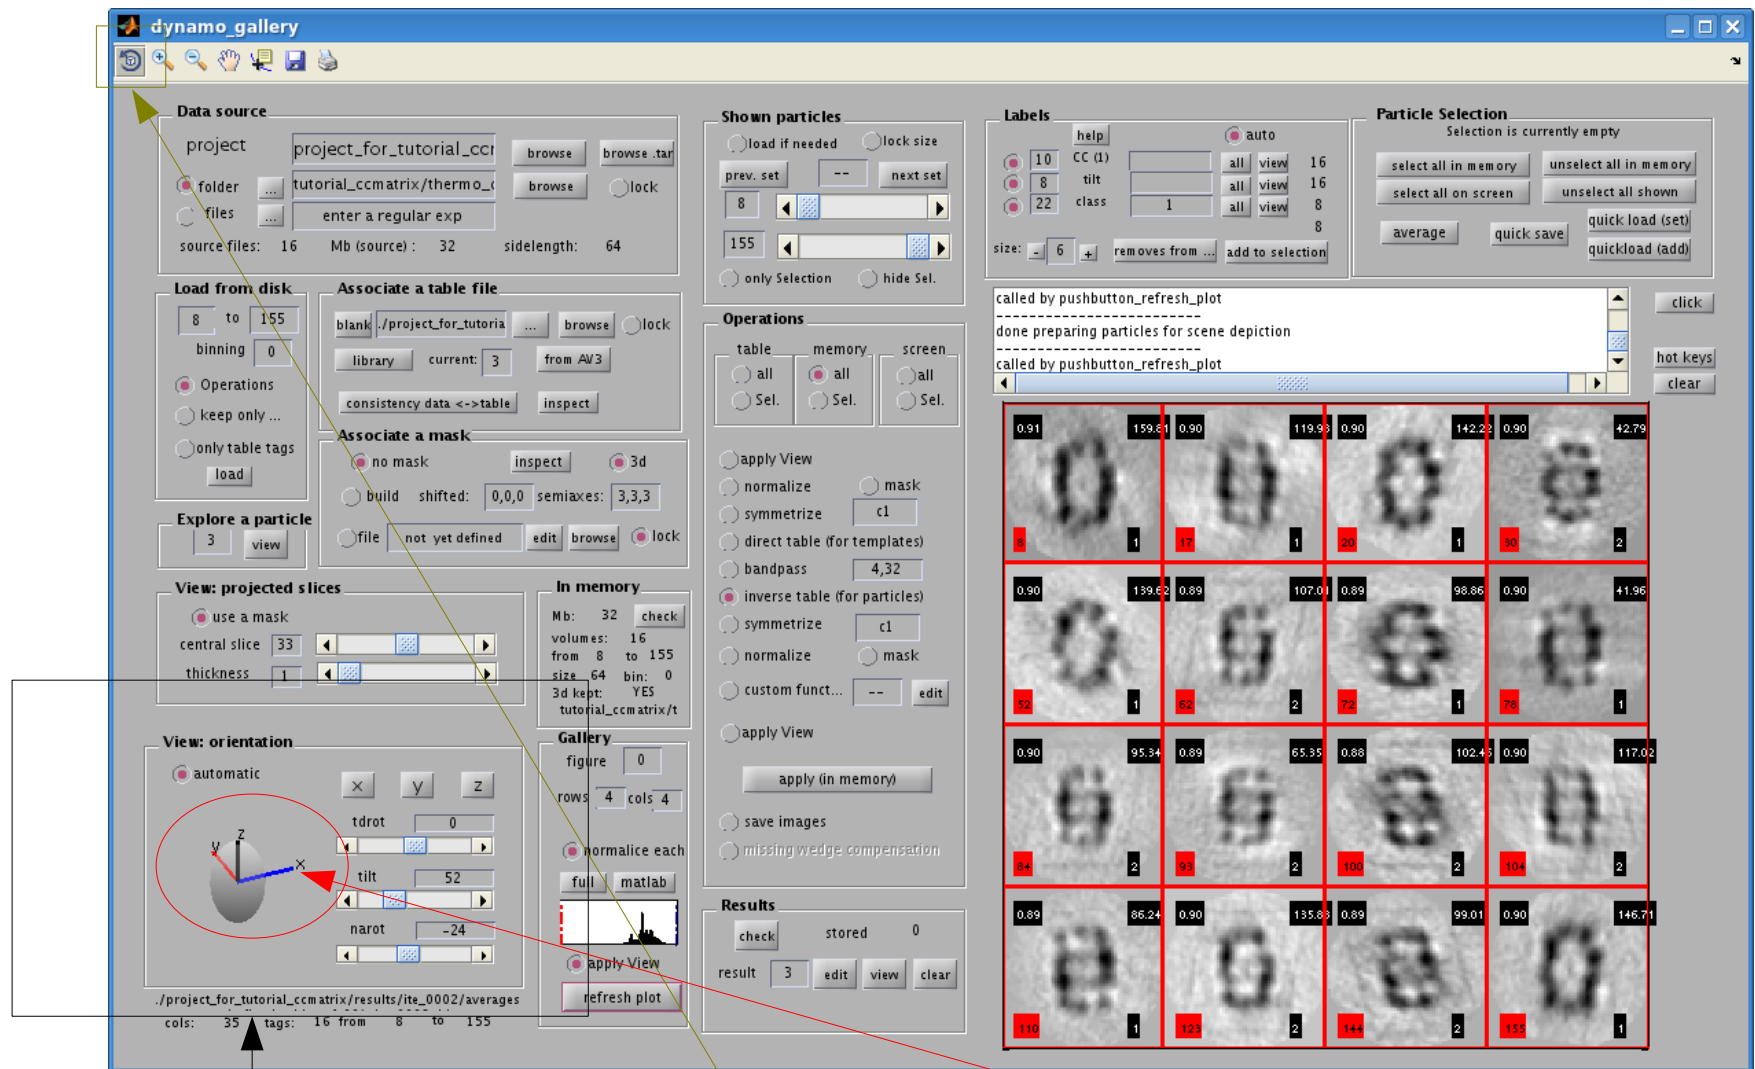 dynamo_gallery
Data source
project
project_for_tutorial_ccr
browse
browse .tar
folder
...
tutorial_ccmatrix/thermo_c
browse
lock
files
...
enter a regular exp
source files: 16 Mb (source) : 32 sidelength: 64
Load from disk
8 to 155
binning 0
Operations
keep only ...
only table tags
load
Associate a table file
blank ./project_for_tutoria ... browse lock
library current: 3 from AV3
consistency data <->table inspect
Associate a mask
no mask inspect 3d
build shifted: 0,0,0 semiaxes: 3,3,3
file not yet defined edit browse lock
Explore a particle
3 view
View: projected slices
use a mask
central slice 33
thickness 1
In memory
Mb: 32 check
volumes: 16
from 8 to 155
size 64 bin: 0
3d kept: YES
tutorial_ccmatrix/t
View: orientation
automatic
x y z
tdrot 0
tilt 52
narot -24
z
y
x
./project_for_tutorial_ccmatrix/results/ite_0002/averages
cols: 35 tags: 16 from 8 to 155
Gallery
figure 0
rows 4 cols 4
normalice each
full matlab
apply View
refresh plot
Shown particles
load if needed lock size
prev. set -- next set
8
155
only Selection hide Sel.
Operations
table memory screen
all all all
Sel. Sel. Sel.
apply View
normalize mask
symmetrize c1
direct table (for templates)
bandpass 4,32
inverse table (for particles)
symmetrize c1
normalize mask
custom funct... -- edit
apply View
apply (in memory)
save images
missing wedge compensation
Results
check stored 0
result 3 edit view clear
Labels
help auto
10 CC (1) all view 16
8 tilt all view 16
22 class 1 all view 8
8
size: - 6 + removes from ... add to selection
Particle Selection
Selection is currently empty
select all in memory unselect all in memory
select all on screen unselect all shown
average quick save quick load (set)
quickload (add)
called by pushbutton_refresh_plot
--------------------------
done preparing particles for scene depiction
--------------------------
called by pushbutton_refresh_plot
click
hot keys
clear
0.91 159.81 0.90 119.93 0.90 142.22 0.90 42.79
8 1 17 1 20 1 30 2
0.90 139.62 0.89 107.01 0.89 98.86 0.90 41.96
52 1 62 2 72 1 78 1
0.90 95.34 0.89 65.35 0.88 102.45 0.90 117.02
84 2 93 2 100 2 104 2
0.89 86.24 0.90 135.83 0.89 99.01 0.90 146.71
110 1 123 2 144 2 155 1